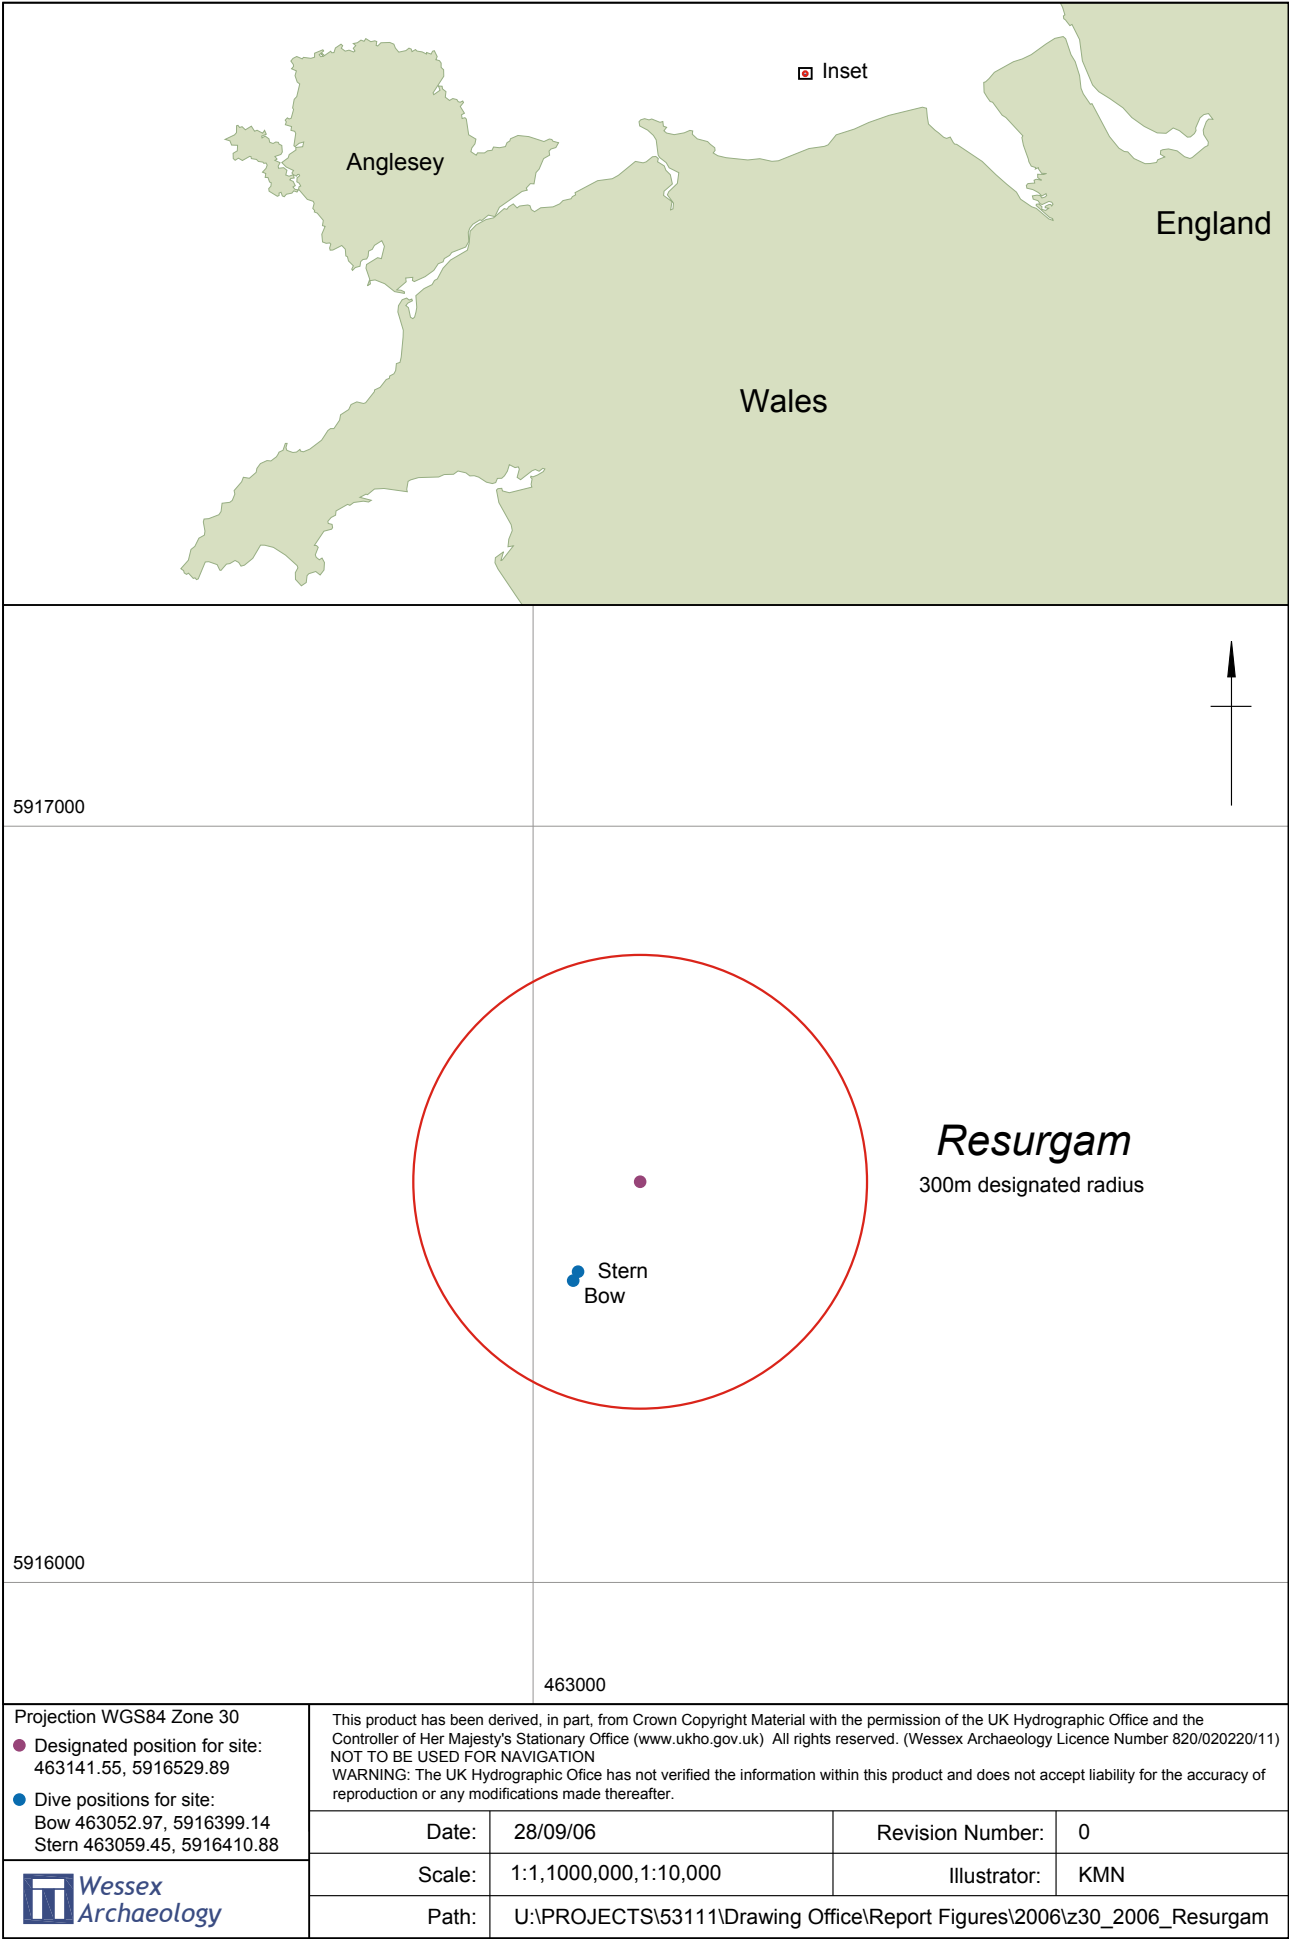 Inset
Anglesey
England
Wales
5917000
Resurgam
300m designated radius
Stern
Bow
5916000
463000
Projection WGS84 Zone 30
Designated position for site:
463141.55, 5916529.89
Dive positions for site:
Bow 463052.97, 5916399.14
Stern 463059.45, 5916410.88
Wessex
Archaeology
This product has been derived, in part, from Crown Copyright Material with the permission of the UK Hydrographic Office and the
Controller of Her Majesty's Stationary Office (www.ukho.gov.uk) All rights reserved. (Wessex Archaeology Licence Number 820/020220/11)
NOT TO BE USED FOR NAVIGATION
WARNING: The UK Hydrographic Ofice has not verified the information within this product and does not accept liability for the accuracy of
reproduction or any modifications made thereafter.
Date: 28/09/06 Revision Number: 0
Scale: 1:1,1000,000,1:10,000 Illustrator: KMN
Path: U:\PROJECTS\53111\Drawing Office\Report Figures\2006\z30_2006_Resurgam